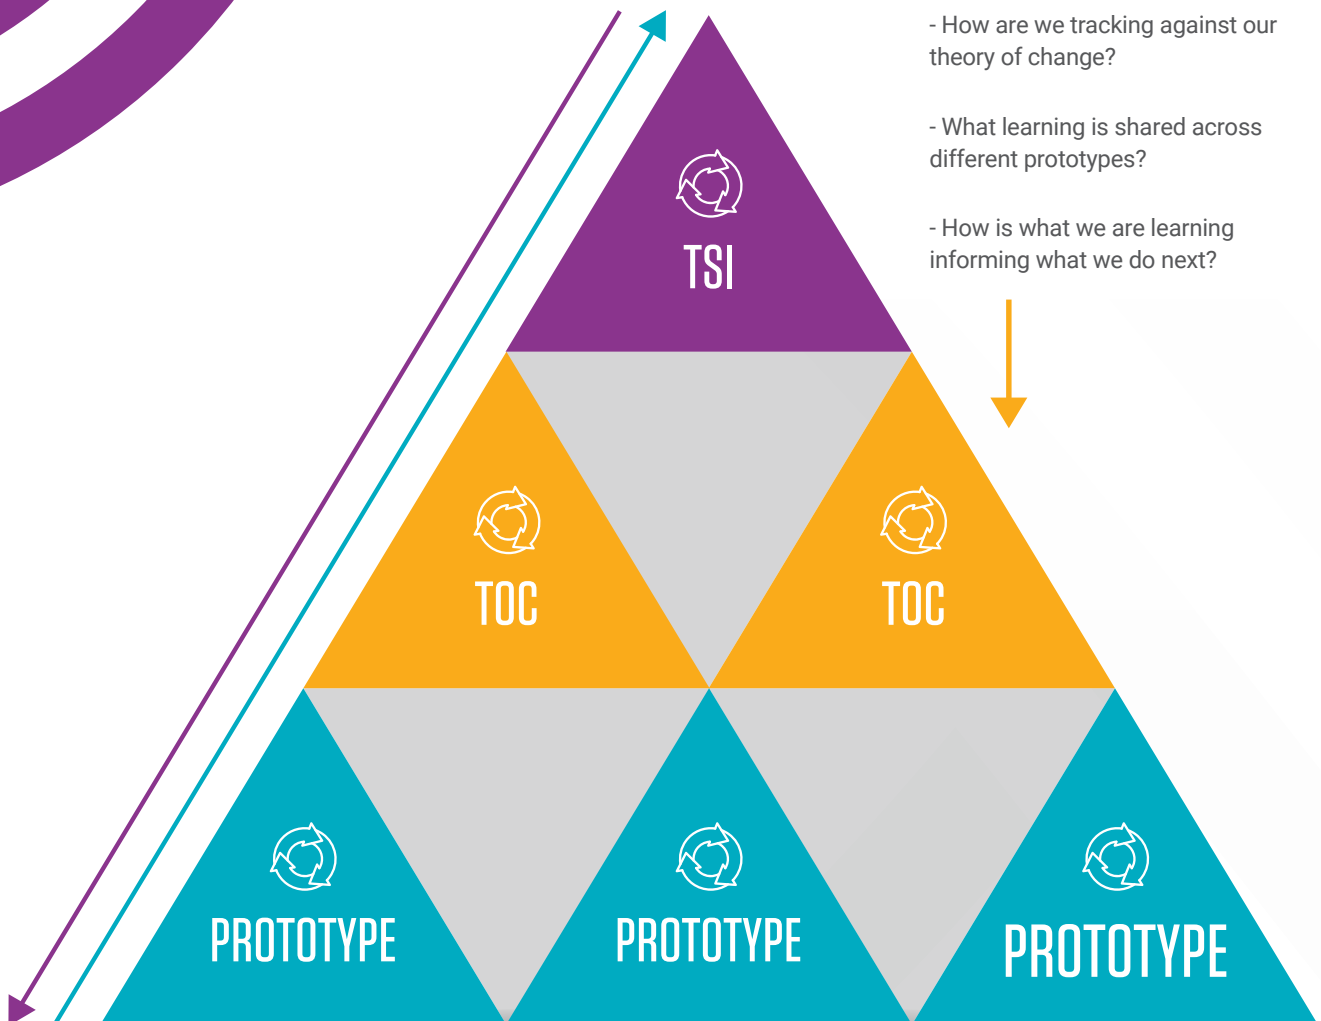 - How are we tracking against our
theory of change?
- What learning is shared across
different prototypes?
- How is what we are learning
informing what we do next?
TSI
TOC
TOC
PROTOTYPE
PROTOTYPE
PROTOTYPE